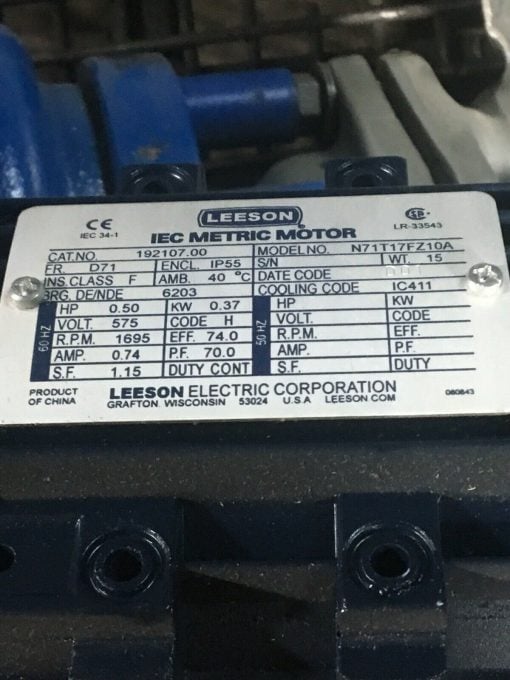 LEESON
CE
IEC 34-1
LR-33543
IEC METRIC MOTOR
CAT.NO. 192107.00 MODEL NO. N71T17FZ10A
FR. D71 ENCL. IP55 S/N WT. 15
INS.CLASS F AMB. 40 °C DATE CODE
BRG. DE/NDE 6203 COOLING CODE IC411
60 HZ
HP 0.50 KW 0.37
VOLT. 575 CODE H
R.P.M. 1695 EFF. 74.0
AMP. 0.74 P.F. 70.0
S.F. 1.15 DUTY CONT
50 HZ
HP KW
VOLT. CODE
R.P.M. EFF.
AMP. P.F.
S.F. DUTY
PRODUCT
OF CHINA
LEESON ELECTRIC CORPORATION
GRAFTON, WISCONSIN 53024 U.S.A LEESON.COM
080843